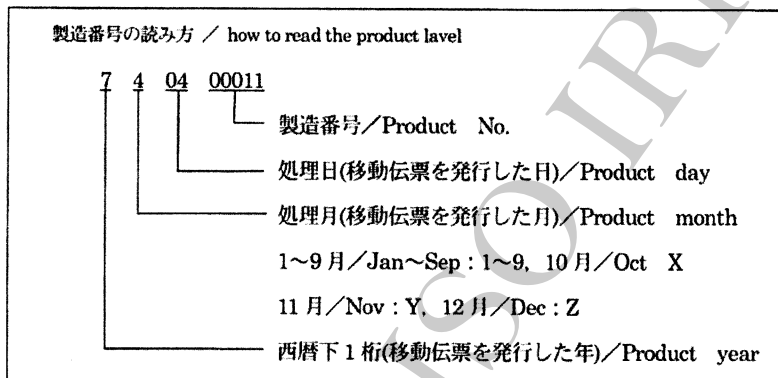 製造番号の読み方 / how to read the product lavel
7 4 04 00011
製造番号/Product No.
処理日(移動伝票を発行した日)/Product day
処理月(移動伝票を発行した月)/Product month
1~9月/Jan~Sep : 1~9, 10月/Oct X
11月/Nov : Y, 12月/Dec : Z
西暦下1桁(移動伝票を発行した年)/Product year